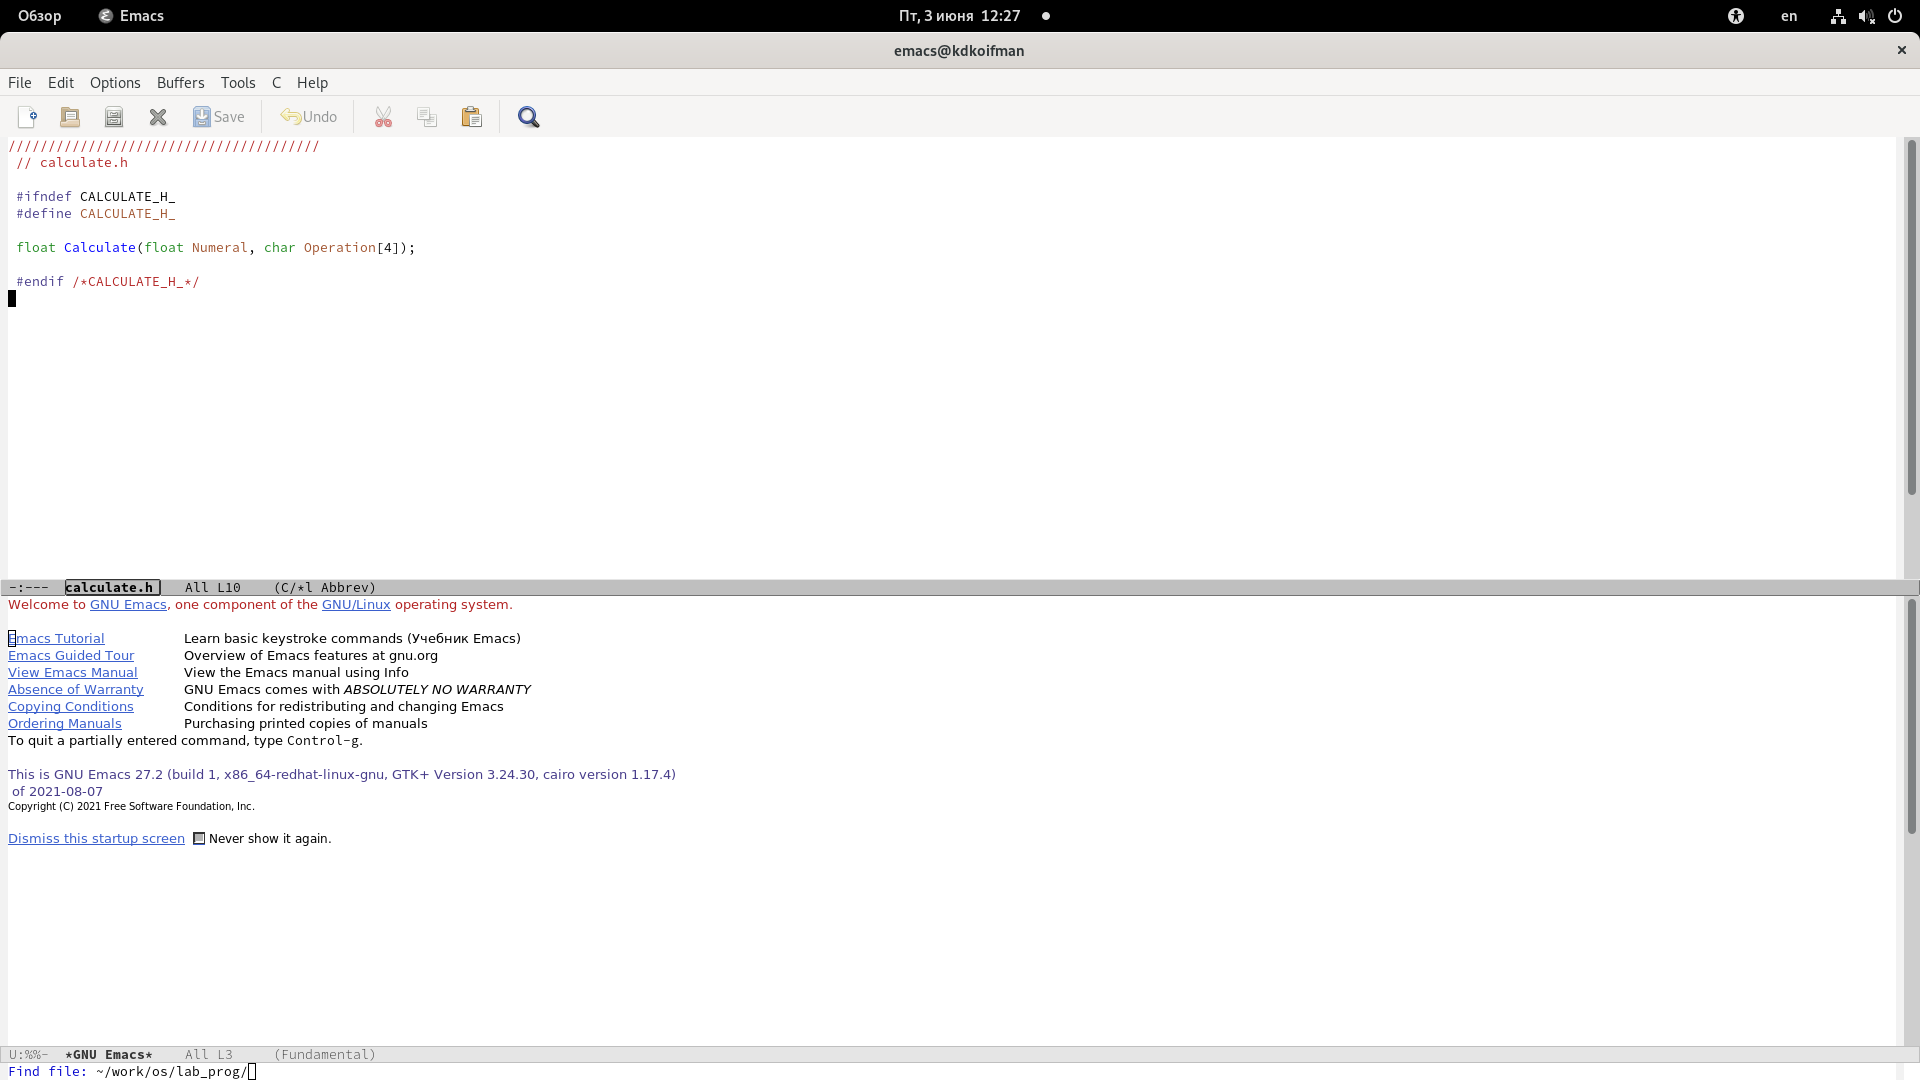 Обзор Emacs Пт, 3 июня 12:27 en
emacs@kdkoifman
File Edit Options Buffers Tools C Help
Save Undo
///////////////////////////////////////
// calculate.h
#ifndef CALCULATE_H_
#define CALCULATE_H_
float Calculate(float Numeral, char Operation[4]);
#endif /*CALCULATE_H_*/
-:--- calculate.h All L10 (C/*l Abbrev)
Welcome to GNU Emacs, one component of the GNU/Linux operating system.
Emacs Tutorial Learn basic keystroke commands (Учебник Emacs)
Emacs Guided Tour Overview of Emacs features at gnu.org
View Emacs Manual View the Emacs manual using Info
Absence of Warranty GNU Emacs comes with ABSOLUTELY NO WARRANTY
Copying Conditions Conditions for redistributing and changing Emacs
Ordering Manuals Purchasing printed copies of manuals
To quit a partially entered command, type Control-g.
This is GNU Emacs 27.2 (build 1, x86_64-redhat-linux-gnu, GTK+ Version 3.24.30, cairo version 1.17.4)
of 2021-08-07
Copyright (C) 2021 Free Software Foundation, Inc.
Dismiss this startup screen Never show it again.
U:%%- *GNU Emacs* All L3 (Fundamental)
Find file: ~/work/os/lab_prog/